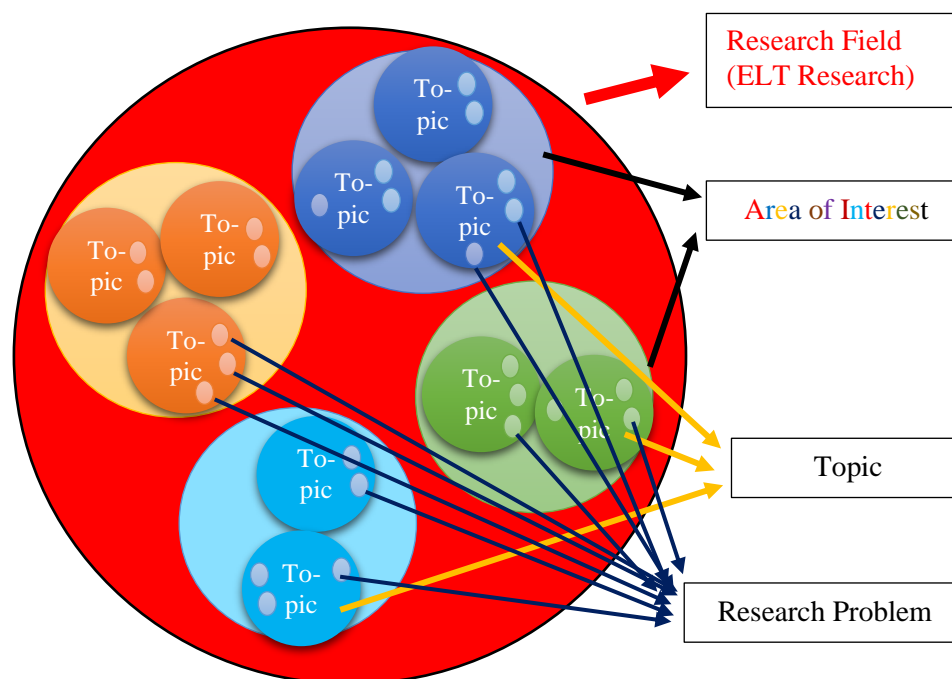 Research Field
(ELT Research)
To-
pic
To-
pic
To-
pic
Area of Interest
To-
pic
To-
pic
To-
pic
To-
pic
To-
pic
To-
pic
To-
pic
Topic
Research Problem